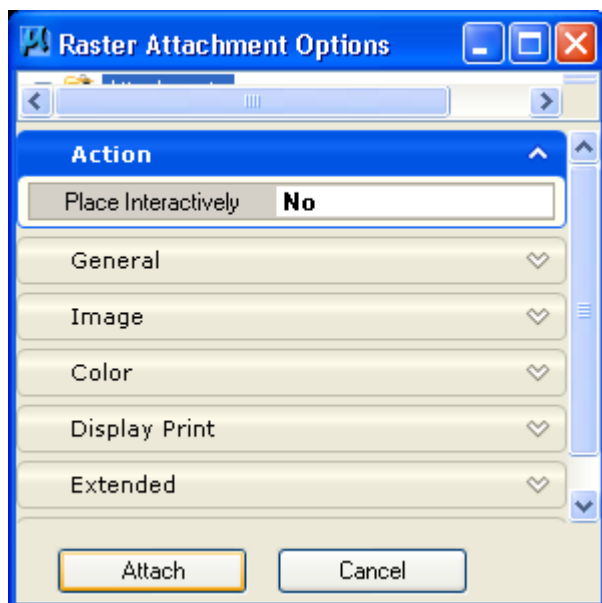 Raster Attachment Options
Action
Place Interactively No
General
Image
Color
Display Print
Extended
Attach Cancel